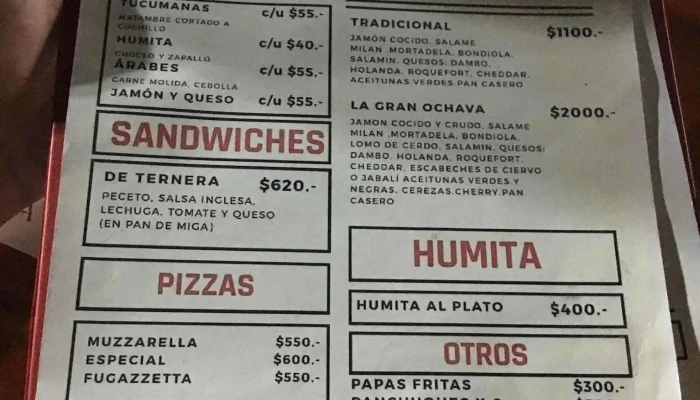 TUCUMANAS c/u $55.-
MATAMBRE CORTADO A
CUCHILLO
HUMITA c/u $40.-
CHOCLO Y ZAPALLO
ÁRABES c/u $55.-
CARNE MOLIDA, CEBOLLA
JAMÓN Y QUESO c/u $55.-
SANDWICHES
DE TERNERA $620.-
PECETO, SALSA INGLESA,
LECHUGA, TOMATE Y QUESO
(EN PAN DE MIGA)
PIZZAS
MUZZARELLA $550.-
ESPECIAL $600.-
FUGAZZETTA $550.-
TRADICIONAL $1100.-
JAMÓN COCIDO, SALAME
MILAN ,MORTADELA, BONDIOLA,
SALAMIN. QUESOS: DAMBO,
HOLANDA, ROQUEFORT, CHEDDAR,
ACEITUNAS VERDES PAN CASERO
LA GRAN OCHAVA $2000.-
JAMON COCIDO Y CRUDO, SALAME
MILAN ,MORTADELA, BONDIOLA,
LOMO DE CERDO, SALAMIN, QUESOS:
DAMBO, HOLANDA, ROQUEFORT,
CHEDDAR, ESCABECHES DE CIERVO
O JABALÍ ACEITUNAS VERDES Y
NEGRAS, CEREZAS,CHERRY.PAN
CASERO
HUMITA
HUMITA AL PLATO $400.-
OTROS
PAPAS FRITAS $300.-